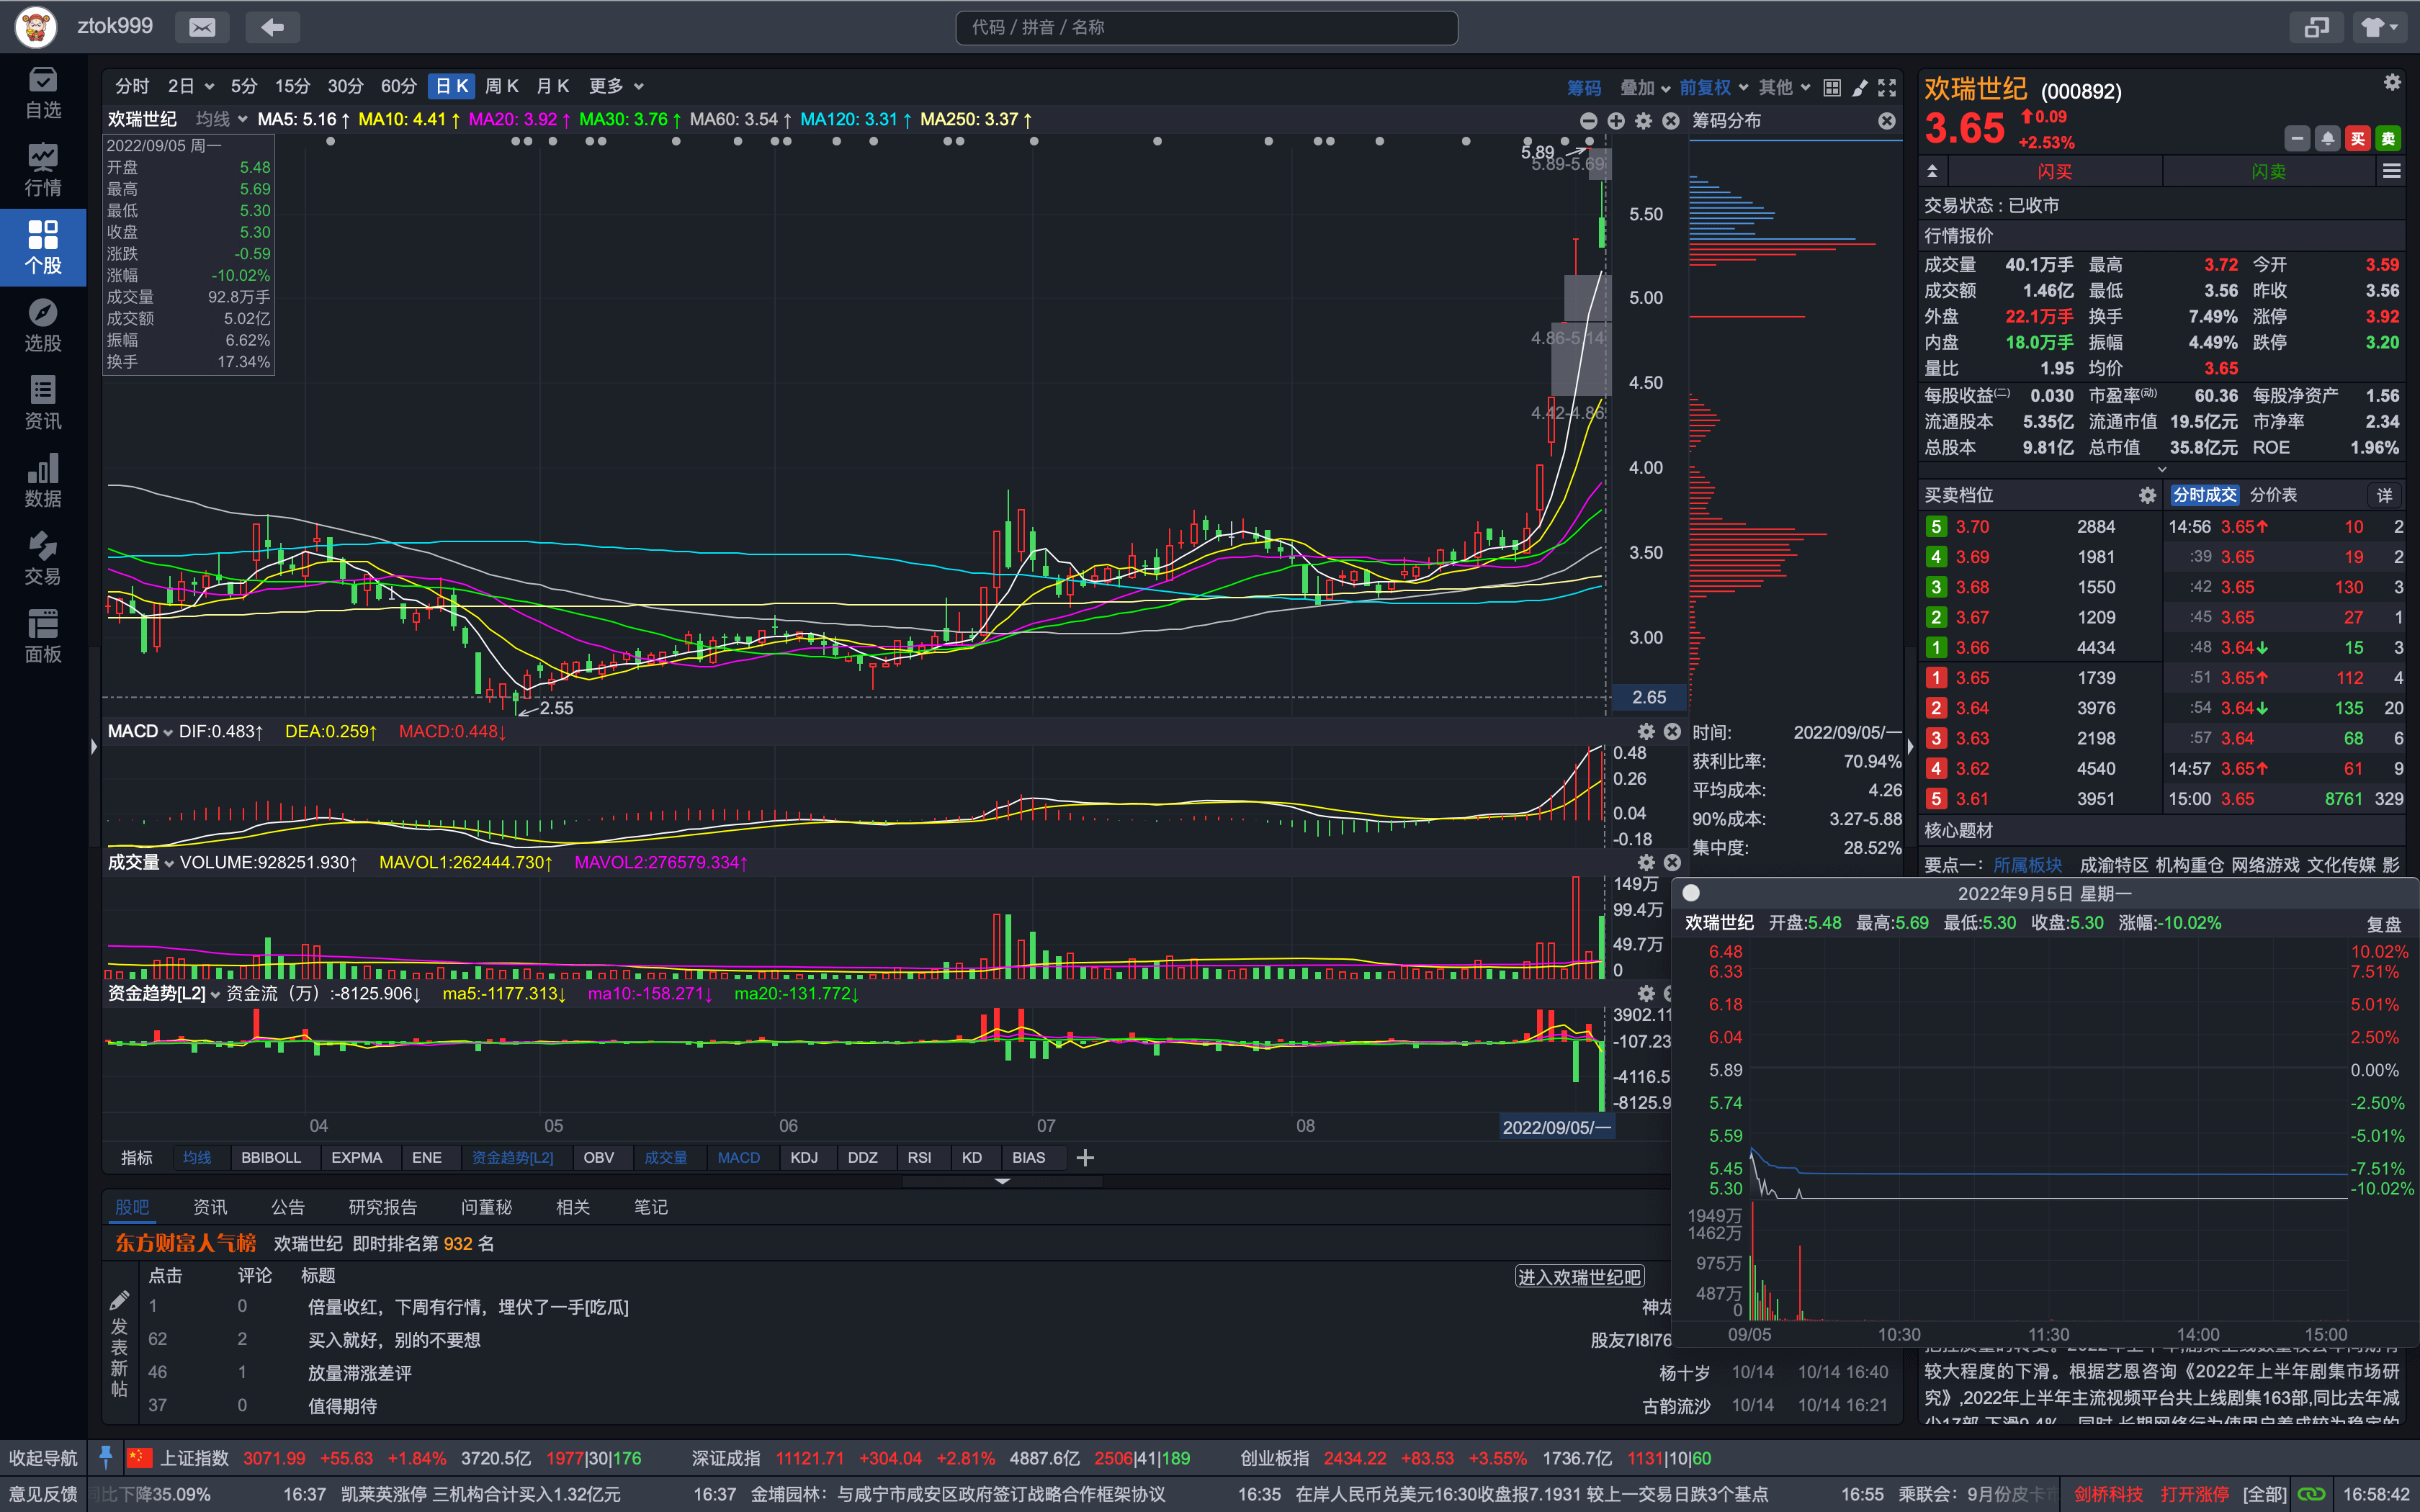 ztok999
代码 / 拼音 / 名称
自选
行情
个股
选股
资讯
数据
交易
面板
分时 2日 5分 15分 30分 60分 日K 周K 月K 更多
筹码 叠加 前复权 其他
欢瑞世纪 均线 MA5: 5.16↑ MA10: 4.41↑ MA20: 3.92↑ MA30: 3.76↑ MA60: 3.54↑ MA120: 3.31↑ MA250: 3.37↑
筹码分布
2022/09/05 周一
开盘 5.48
最高 5.69
最低 5.30
收盘 5.30
涨跌 -0.59
涨幅 -10.02%
成交量 92.8万手
成交额 5.02亿
振幅 6.62%
换手 17.34%
5.89
5.89-5.69
4.86-5.14
4.42-4.86
2.55
5.50
5.00
4.50
4.00
3.50
3.00
2.65
MACD DIF:0.483↑ DEA:0.259↑ MACD:0.448↓
0.48
0.26
0.04
-0.18
成交量 VOLUME:928251.930↑ MAVOL1:262444.730↑ MAVOL2:276579.334↑
149万
99.4万
49.7万
0
资金趋势[L2] 资金流（万）:-8125.906↓ ma5:-1177.313↓ ma10:-158.271↓ ma20:-131.772↓
3902.11
-107.23
-4116.5
-8125.9
04 05 06 07 08 2022/09/05/一
时间: 2022/09/05/一
获利比率: 70.94%
平均成本: 4.26
90%成本: 3.27-5.88
集中度: 28.52%
指标 均线 BBIBOLL EXPMA ENE 资金趋势[L2] OBV 成交量 MACD KDJ DDZ RSI KD BIAS
股吧 资讯 公告 研究报告 问董秘 相关 笔记
东方财富人气榜 欢瑞世纪 即时排名第 932 名
点击 评论 标题
进入欢瑞世纪吧
发表新帖
1 0 倍量收红，下周有行情，埋伏了一手[吃瓜] 神龙
62 2 买入就好，别的不要想 股友7l8l76
46 1 放量滞涨差评 杨十岁 10/14 10/14 16:40
37 0 值得期待 古韵流沙 10/14 10/14 16:21
欢瑞世纪 (000892)
3.65 0.09
+2.53%
买 卖
闪买 闪卖
交易状态 : 已收市
行情报价
成交量 40.1万手 最高 3.72 今开 3.59
成交额 1.46亿 最低 3.56 昨收 3.56
外盘 22.1万手 换手 7.49% 涨停 3.92
内盘 18.0万手 振幅 4.49% 跌停 3.20
量比 1.95 均价 3.65
每股收益(二) 0.030 市盈率(动) 60.36 每股净资产 1.56
流通股本 5.35亿 流通市值 19.5亿元 市净率 2.34
总股本 9.81亿 总市值 35.8亿元 ROE 1.96%
买卖档位 分时成交 分价表 详
5 3.70 2884
4 3.69 1981
3 3.68 1550
2 3.67 1209
1 3.66 4434
1 3.65 1739
2 3.64 3976
3 3.63 2198
4 3.62 4540
5 3.61 3951
14:56 3.65↑ 10 2
:39 3.65 19 2
:42 3.65 130 3
:45 3.65 27 1
:48 3.64↓ 15 3
:51 3.65↑ 112 4
:54 3.64↓ 135 20
:57 3.64 68 6
14:57 3.65↑ 61 9
15:00 3.65 8761 329
核心题材
要点一： 所属板块 成渝特区 机构重仓 网络游戏 文化传媒 影
2022年9月5日 星期一
欢瑞世纪 开盘:5.48 最高:5.69 最低:5.30 收盘:5.30 涨幅:-10.02% 复盘
6.48 10.02%
6.33 7.51%
6.18 5.01%
6.04 2.50%
5.89 0.00%
5.74 -2.50%
5.59 -5.01%
5.45 -7.51%
5.30 -10.02%
1949万
1462万
975万
487万
0
09/05 10:30 11:30 14:00 15:00
较大程度的下滑。根据艺恩咨询《2022年上半年剧集市场研
究》,2022年上半年主流视频平台共上线剧集163部,同比去年减
收起导航 上证指数 3071.99 +55.63 +1.84% 3720.5亿 1977|30|176 深证成指 11121.71 +304.04 +2.81% 4887.6亿 2506|41|189 创业板指 2434.22 +83.53 +3.55% 1736.7亿 1131|10|60
意见反馈 同比下降35.09% 16:37 凯莱英涨停 三机构合计买入1.32亿元 16:37 金埔园林：与咸宁市咸安区政府签订战略合作框架协议 16:35 在岸人民币兑美元16:30收盘报7.1931 较上一交易日跌3个基点 16:55 乘联会：9月份皮卡市 剑桥科技 打开涨停 [全部] 16:58:42